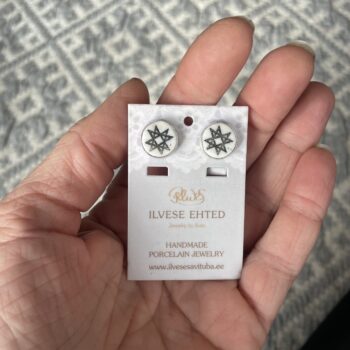 ILVESE EHTED
HANDMADE
PORCELAIN JEWELRY
www.ilvesesavituba.ee